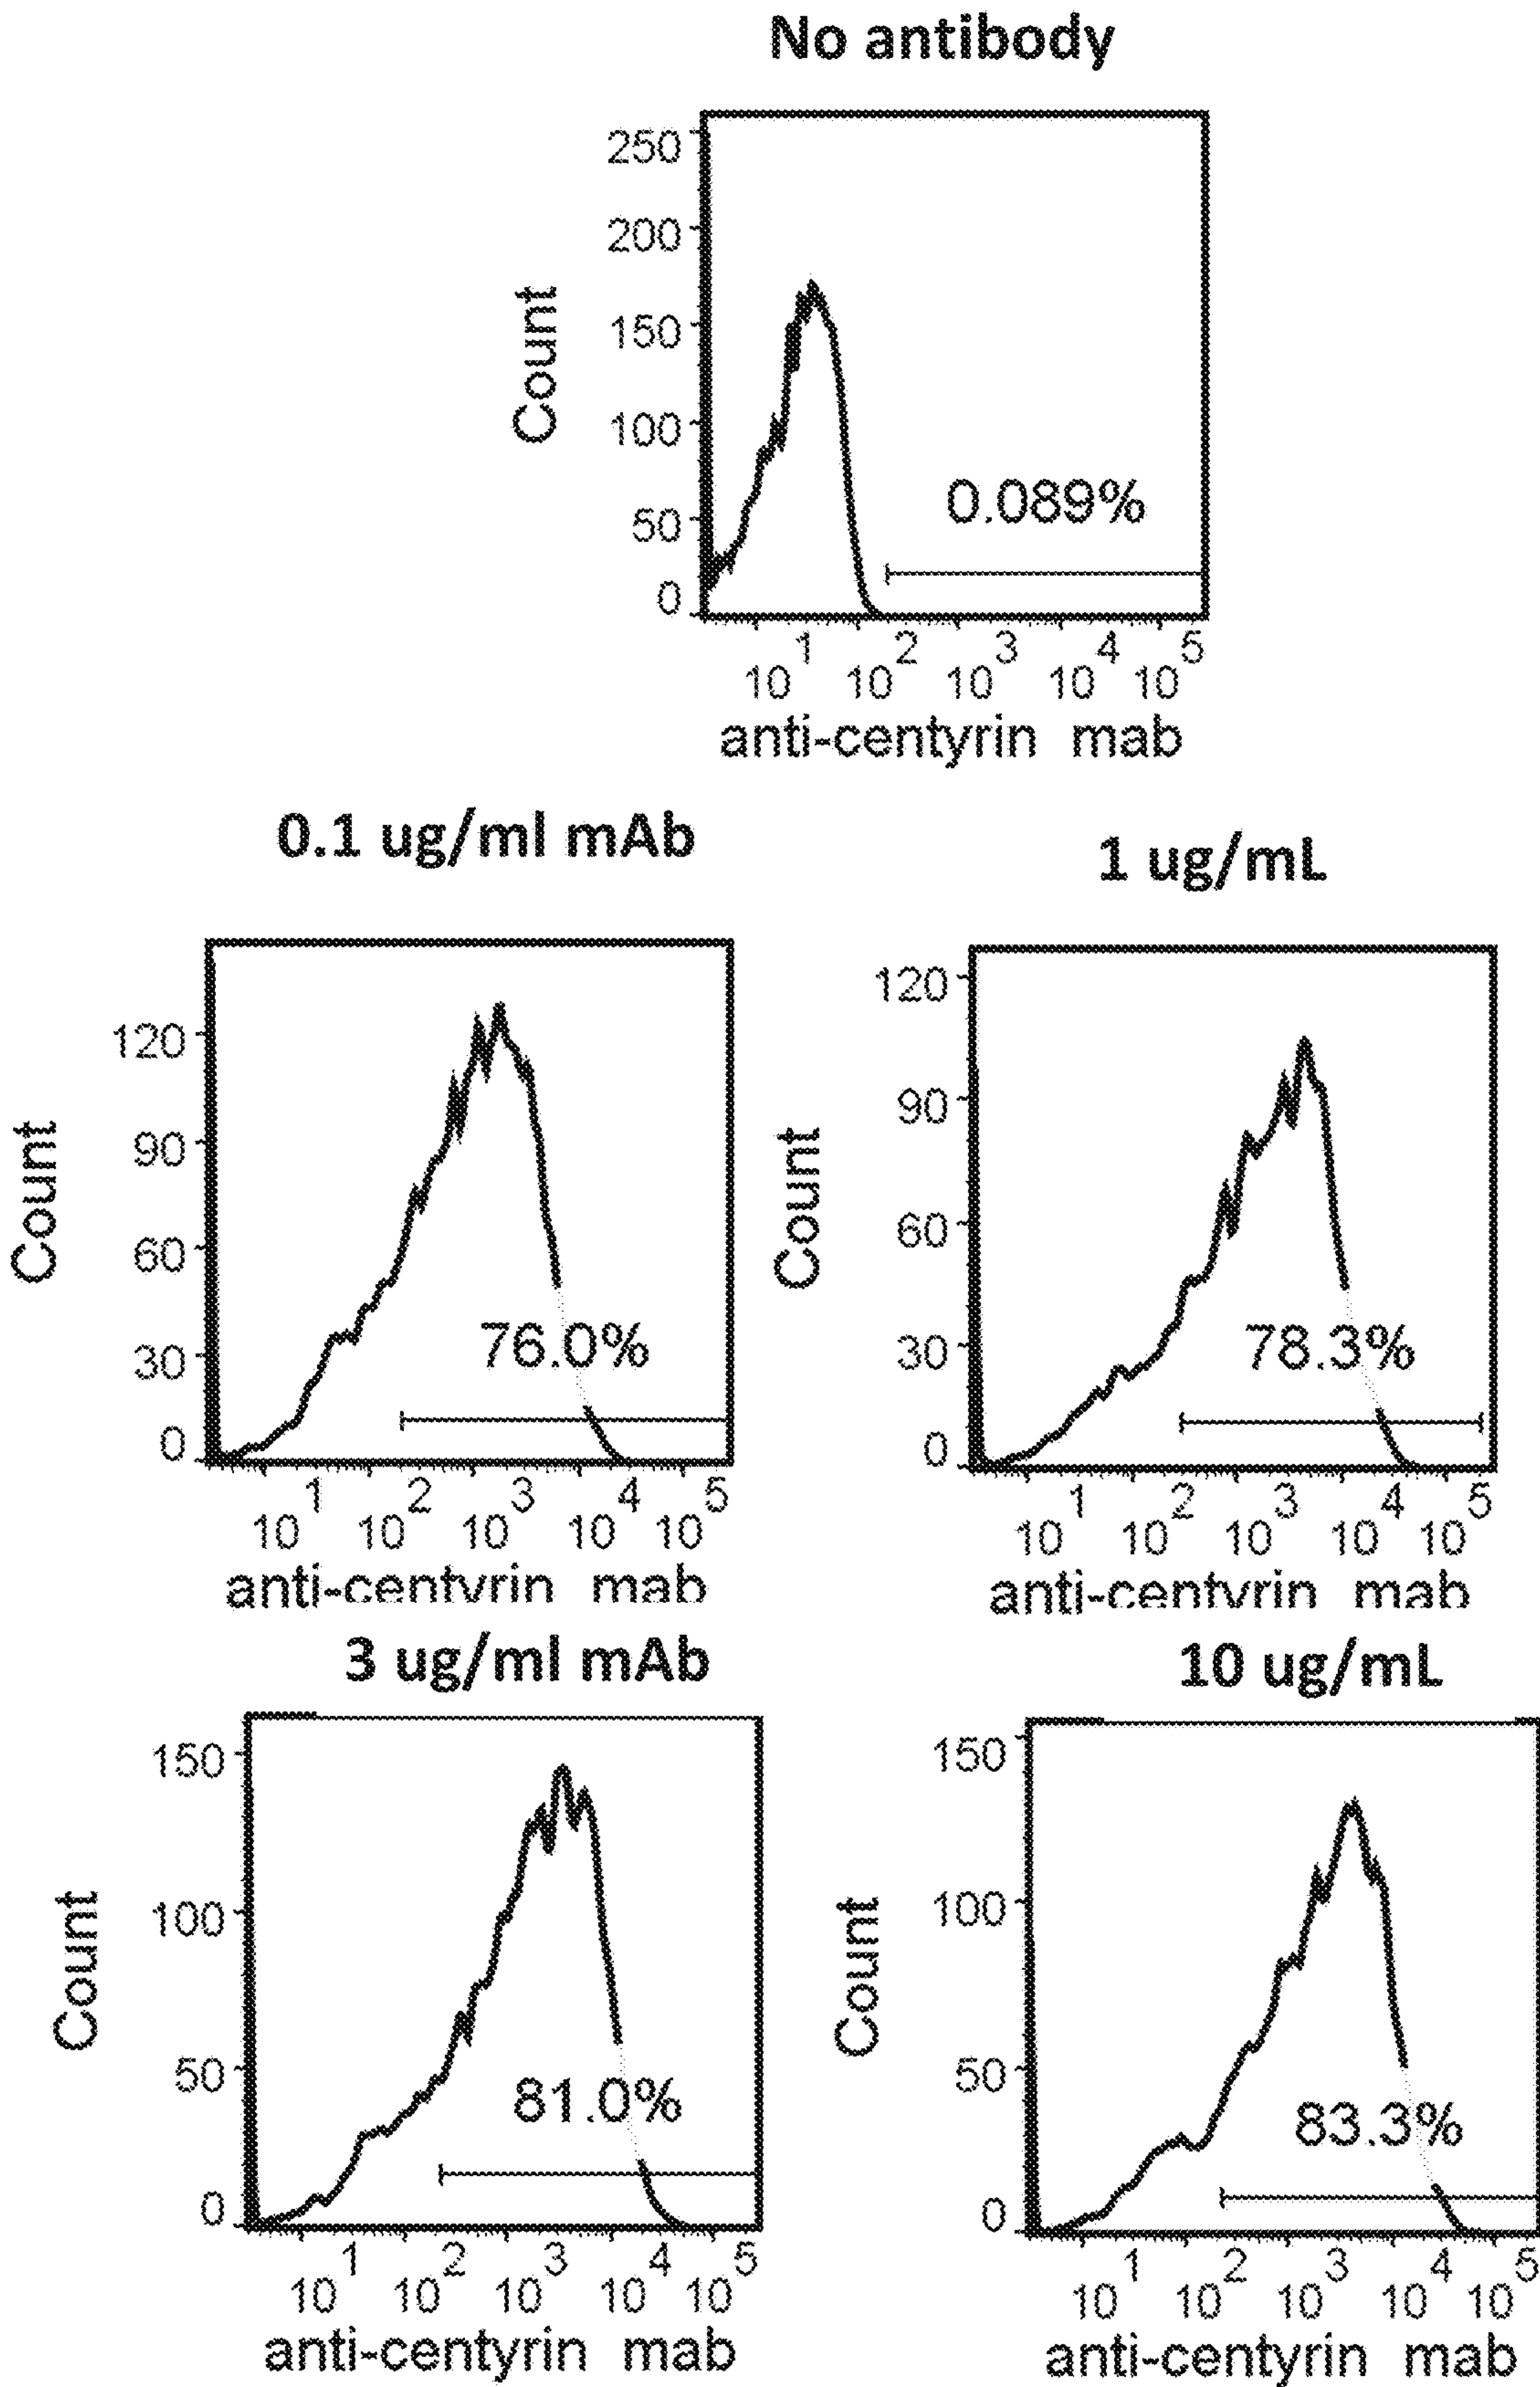 No antibody
250
200
150
100
50
0
Count
0.089%
10^1 10^2 10^3 10^4 10^5
anti-centyrin mab
0.1 ug/ml mAb
120
90
60
30
0
Count
76.0%
10^1 10^2 10^3 10^4 10^5
anti-centyrin mab
1 ug/mL
120
90
60
30
0
Count
78.3%
10^1 10^2 10^3 10^4 10^5
anti-centyrin mab
3 ug/ml mAb
150
100
50
0
Count
81.0%
10^1 10^2 10^3 10^4 10^5
anti-centyrin mab
10 ug/mL
150
100
50
0
Count
83.3%
10^1 10^2 10^3 10^4 10^5
anti-centyrin mab